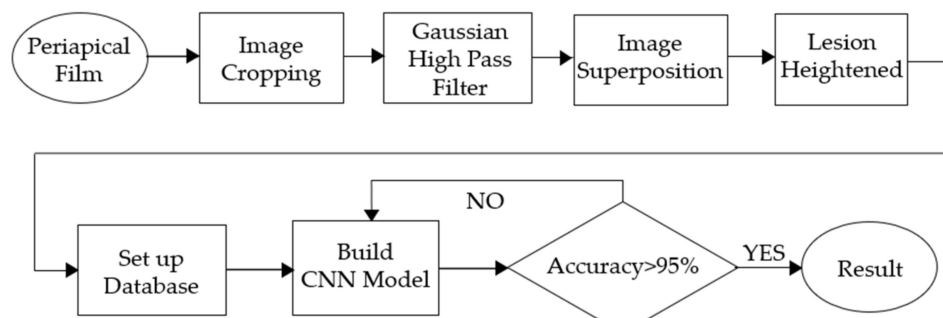 Periapical
Film
Image
Cropping
Gaussian
High Pass
Filter
Image
Superposition
Lesion
Heightened
NO
Set up
Database
Build
CNN Model
Accuracy>95%
YES
Result